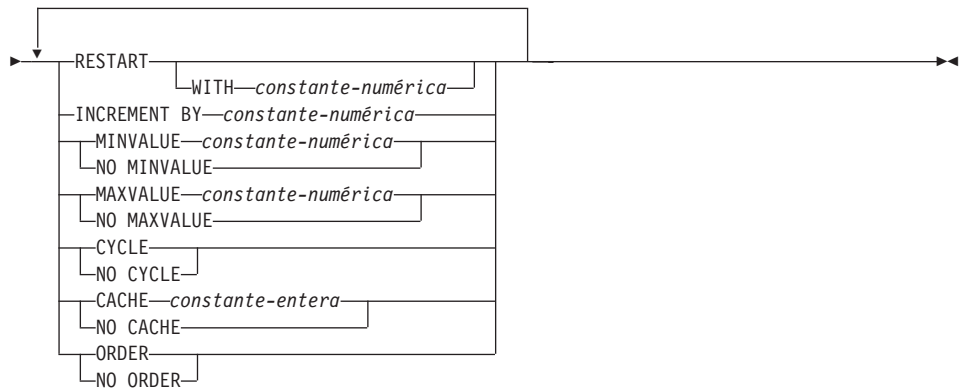 RESTART
WITH constante-numérica
INCREMENT BY constante-numérica
MINVALUE constante-numérica
NO MINVALUE
MAXVALUE constante-numérica
NO MAXVALUE
CYCLE
NO CYCLE
CACHE constante-entera
NO CACHE
ORDER
NO ORDER